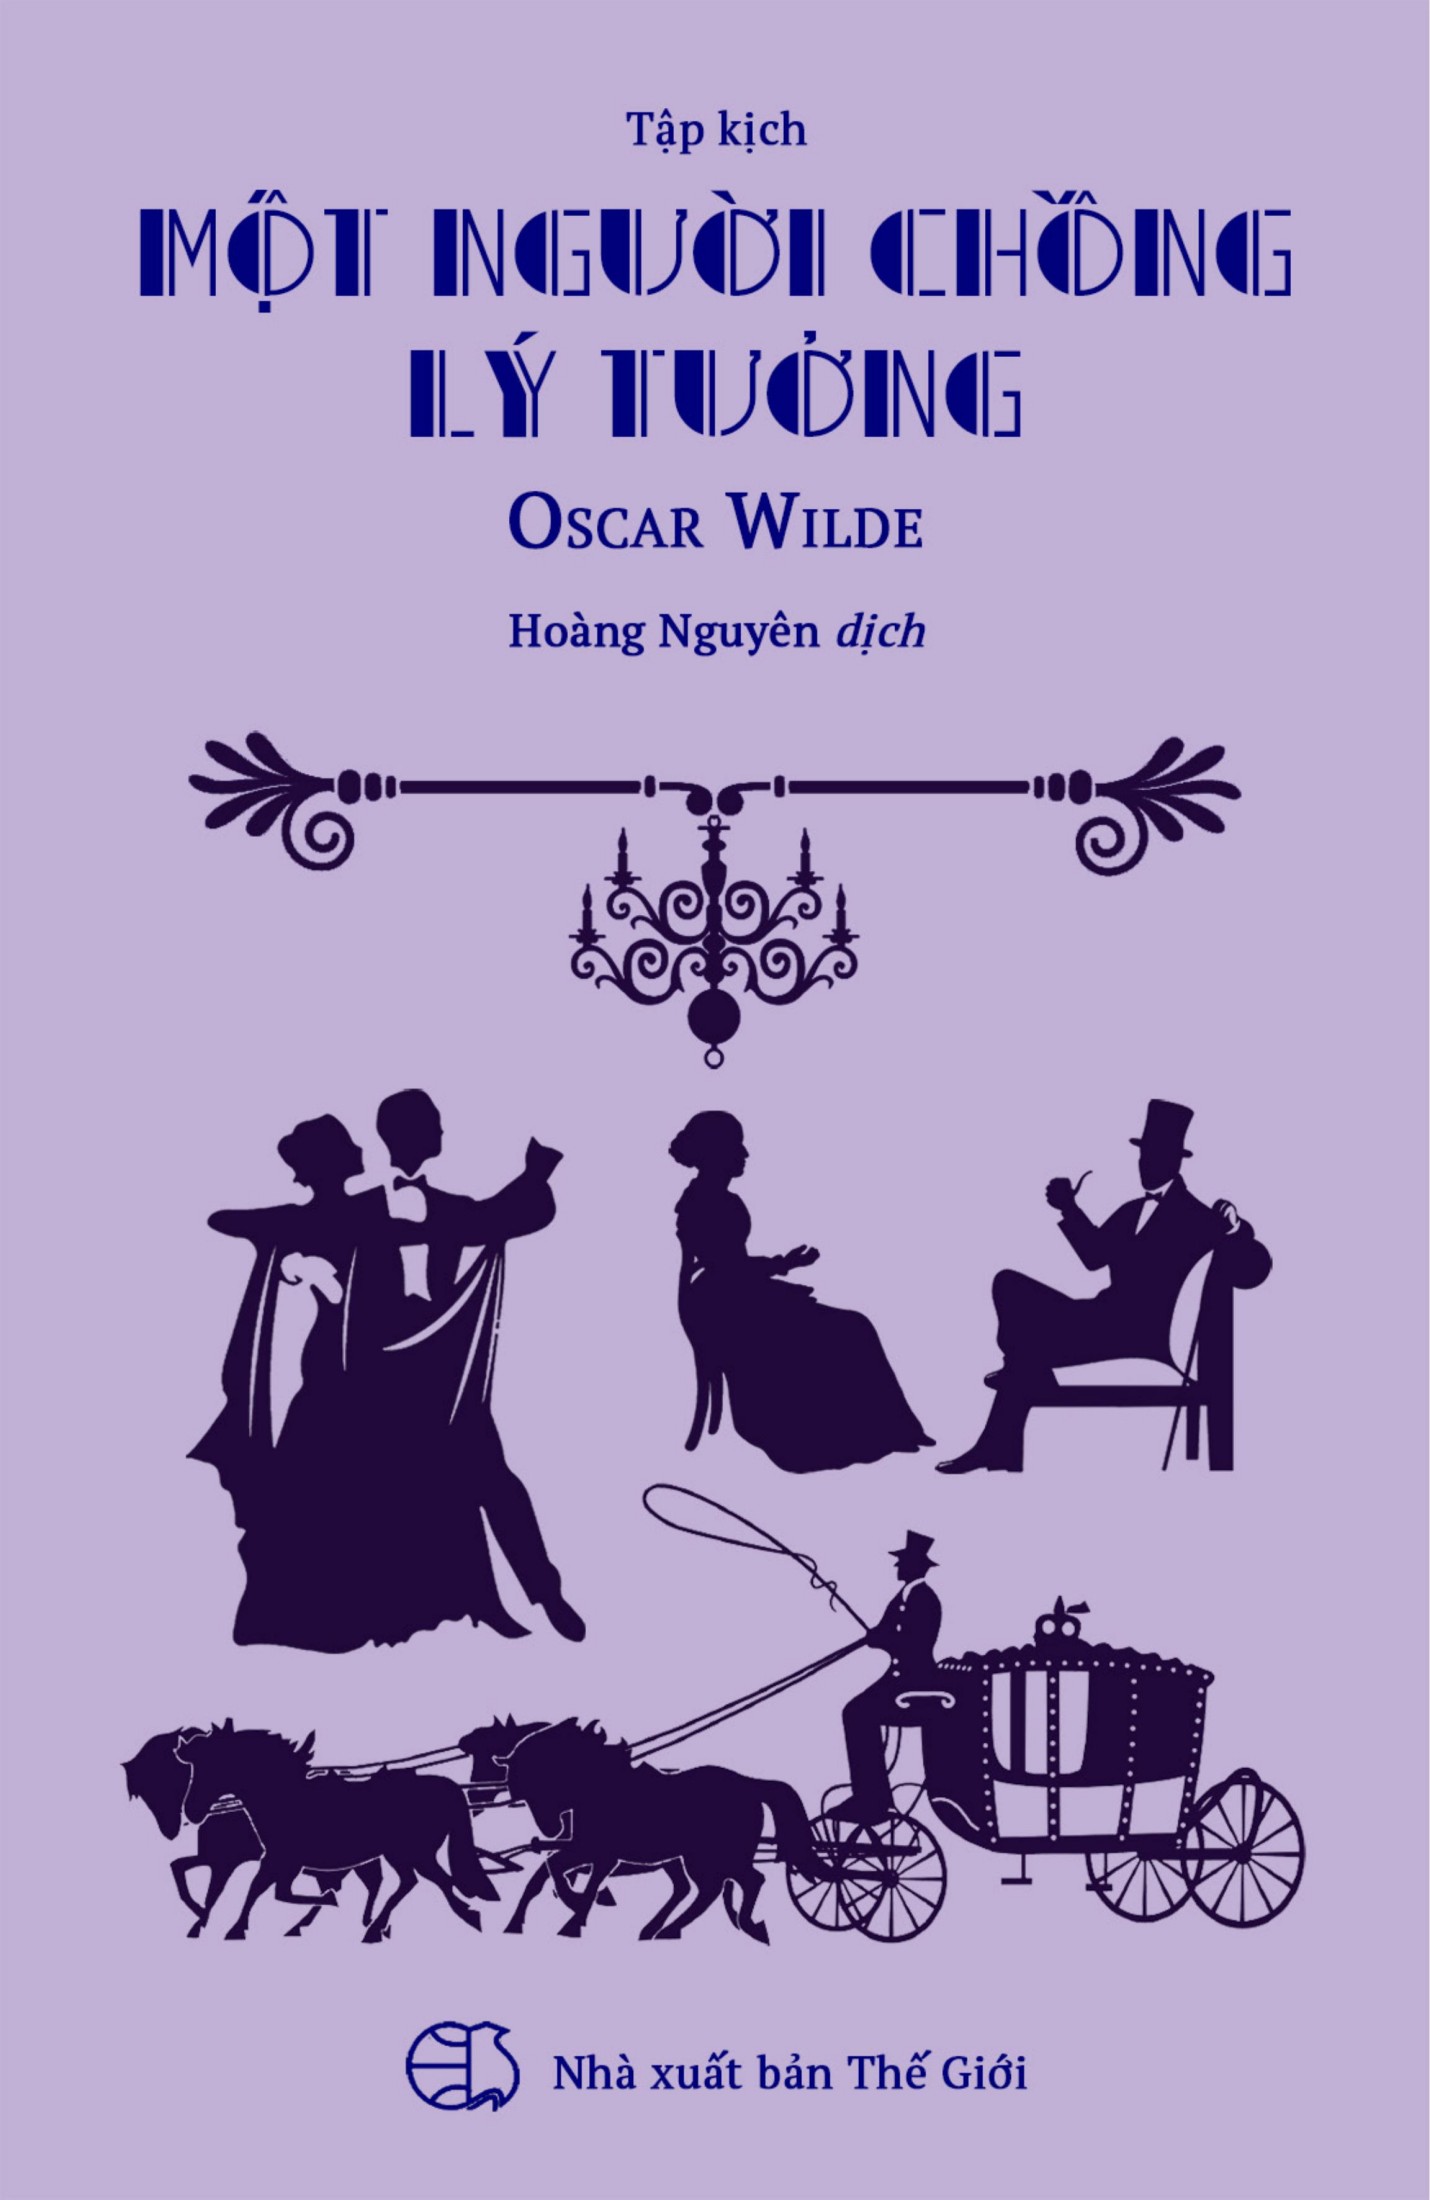 Tập kịch
MỘT NGƯỜI CHỒNG
LÝ TƯỞNG
OSCAR WILDE
Hoàng Nguyên dịch
Nhà xuất bản Thế Giới